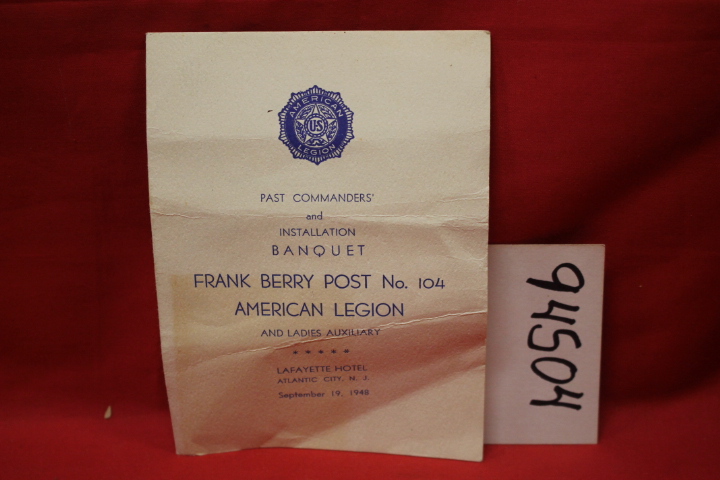 AMERICAN
US
LEGION
PAST COMMANDERS'
and
INSTALLATION
BANQUET
FRANK BERRY POST No. 104
AMERICAN LEGION
AND LADIES AUXILIARY
* * * * *
LAFAYETTE HOTEL
ATLANTIC CITY, N. J.
September 19, 1948
94504